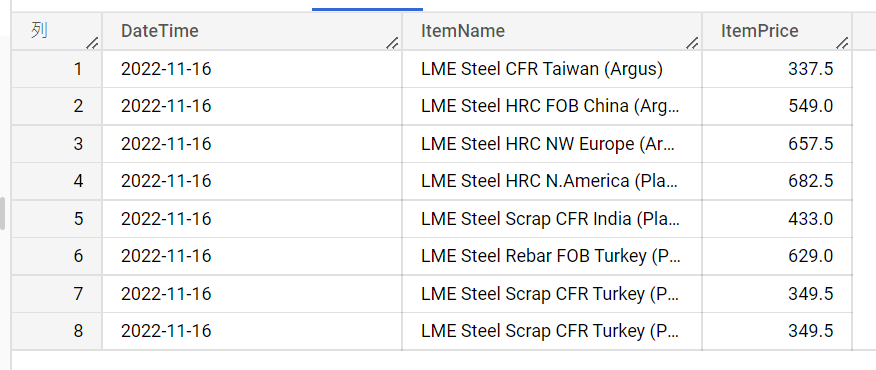 列 DateTime ItemName ItemPrice
1 2022-11-16 LME Steel CFR Taiwan (Argus) 337.5
2 2022-11-16 LME Steel HRC FOB China (Arg... 549.0
3 2022-11-16 LME Steel HRC NW Europe (Ar... 657.5
4 2022-11-16 LME Steel HRC N.America (Pla... 682.5
5 2022-11-16 LME Steel Scrap CFR India (Pla... 433.0
6 2022-11-16 LME Steel Rebar FOB Turkey (P... 629.0
7 2022-11-16 LME Steel Scrap CFR Turkey (P... 349.5
8 2022-11-16 LME Steel Scrap CFR Turkey (P... 349.5